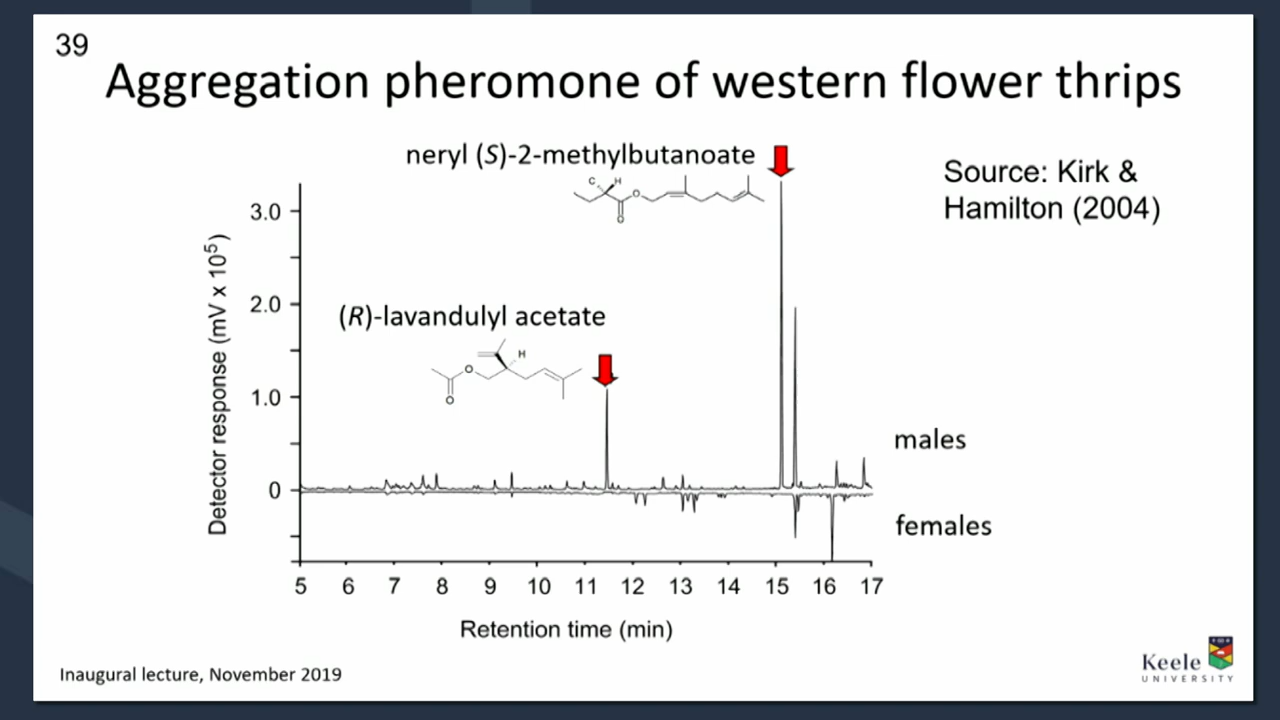 39
Aggregation pheromone of western flower thrips
neryl (S)-2-methylbutanoate
Source: Kirk &
Hamilton (2004)
C H
O
O
3.0
2.0
(R)-lavandulyl acetate
H
O
O
1.0
0
Detector response (mV x 10⁵)
males
females
5 6 7 8 9 10 11 12 13 14 15 16 17
Retention time (min)
Inaugural lecture, November 2019
Keele
UNIVERSITY